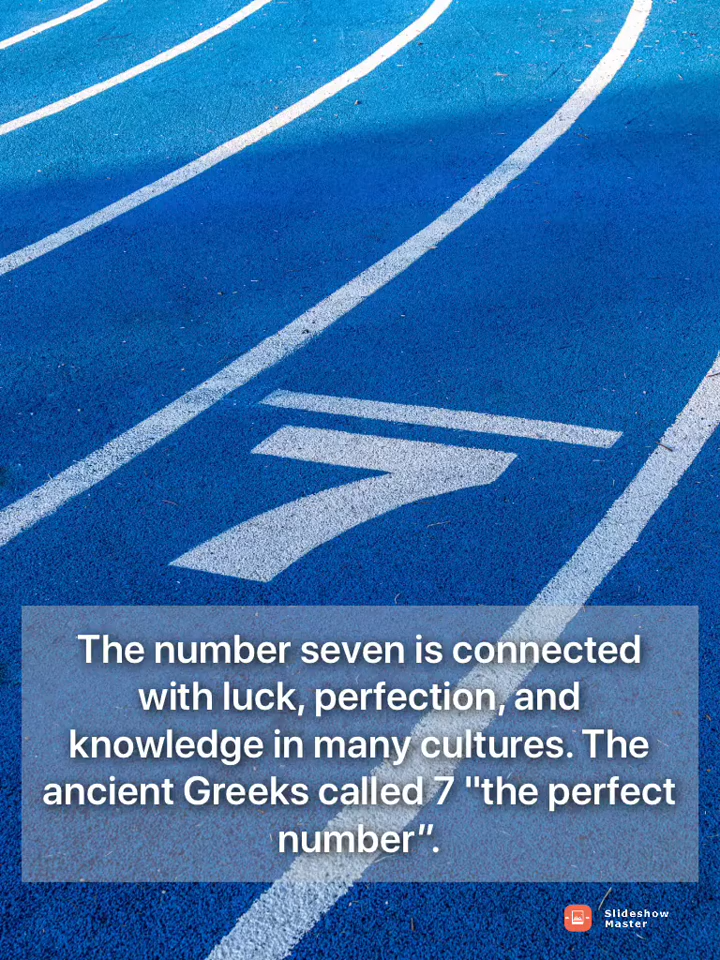 7
The number seven is connected
with luck, perfection, and
knowledge in many cultures. The
ancient Greeks called 7 "the perfect
number”.
Slideshow
Master